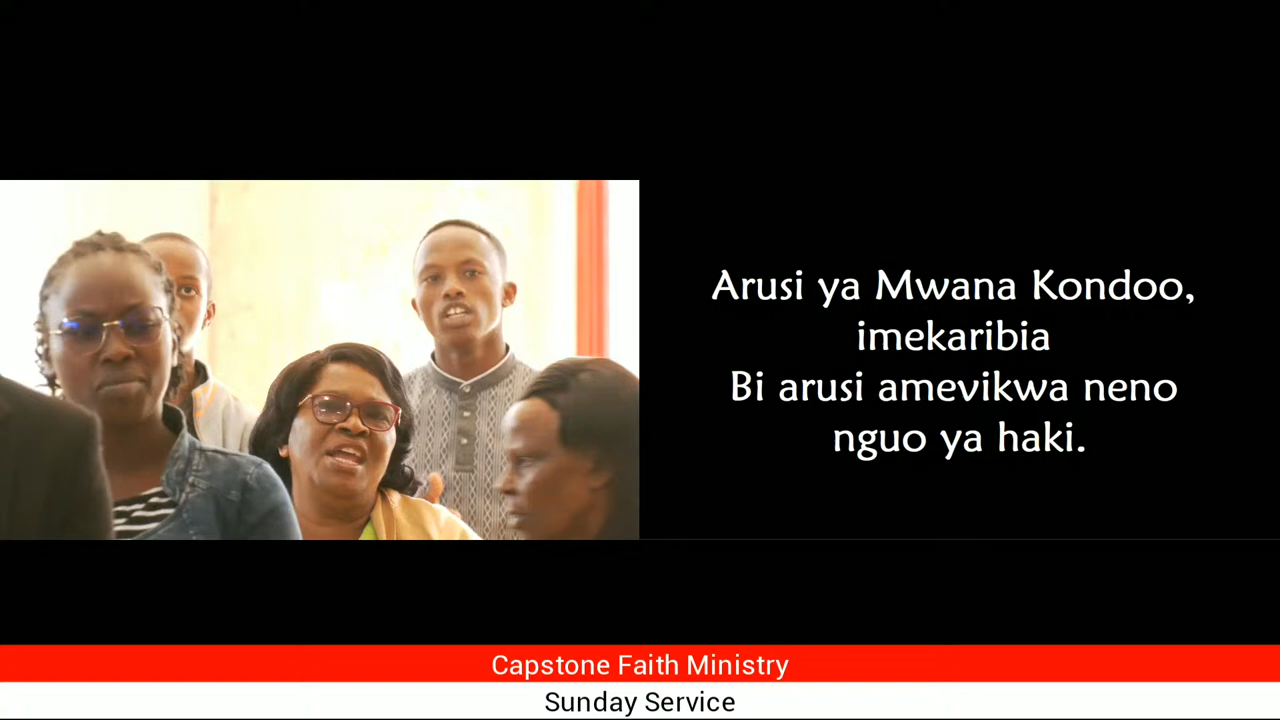 Arusi ya Mwana Kondoo,
imekaribia
Bi arusi amevikwa neno
nguo ya haki.
Capstone Faith Ministry
Sunday Service